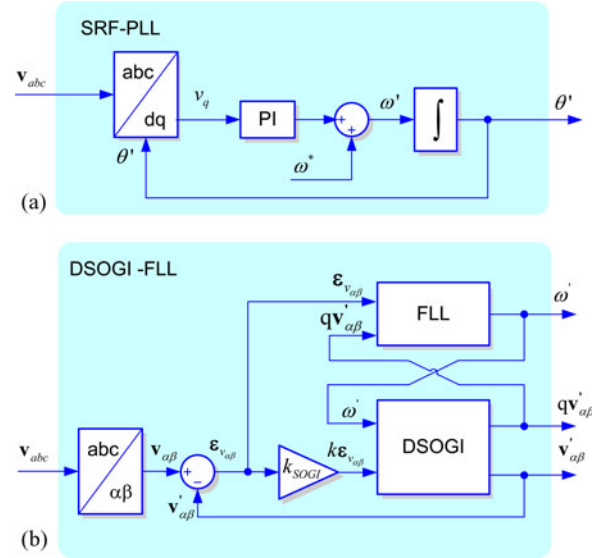 SRF-PLL
v_abc
abc
dq
v_q
PI
+
+
ω'
∫
θ'
θ'
ω*
(a)
DSOGI -FLL
ε_vαβ
qv'_αβ
FLL
ω'
ω'
DSOGI
qv'_αβ
v'_αβ
v_abc
abc
αβ
v_αβ
+
−
ε_vαβ
k_SOGI
kε_vαβ
v'_αβ
(b)